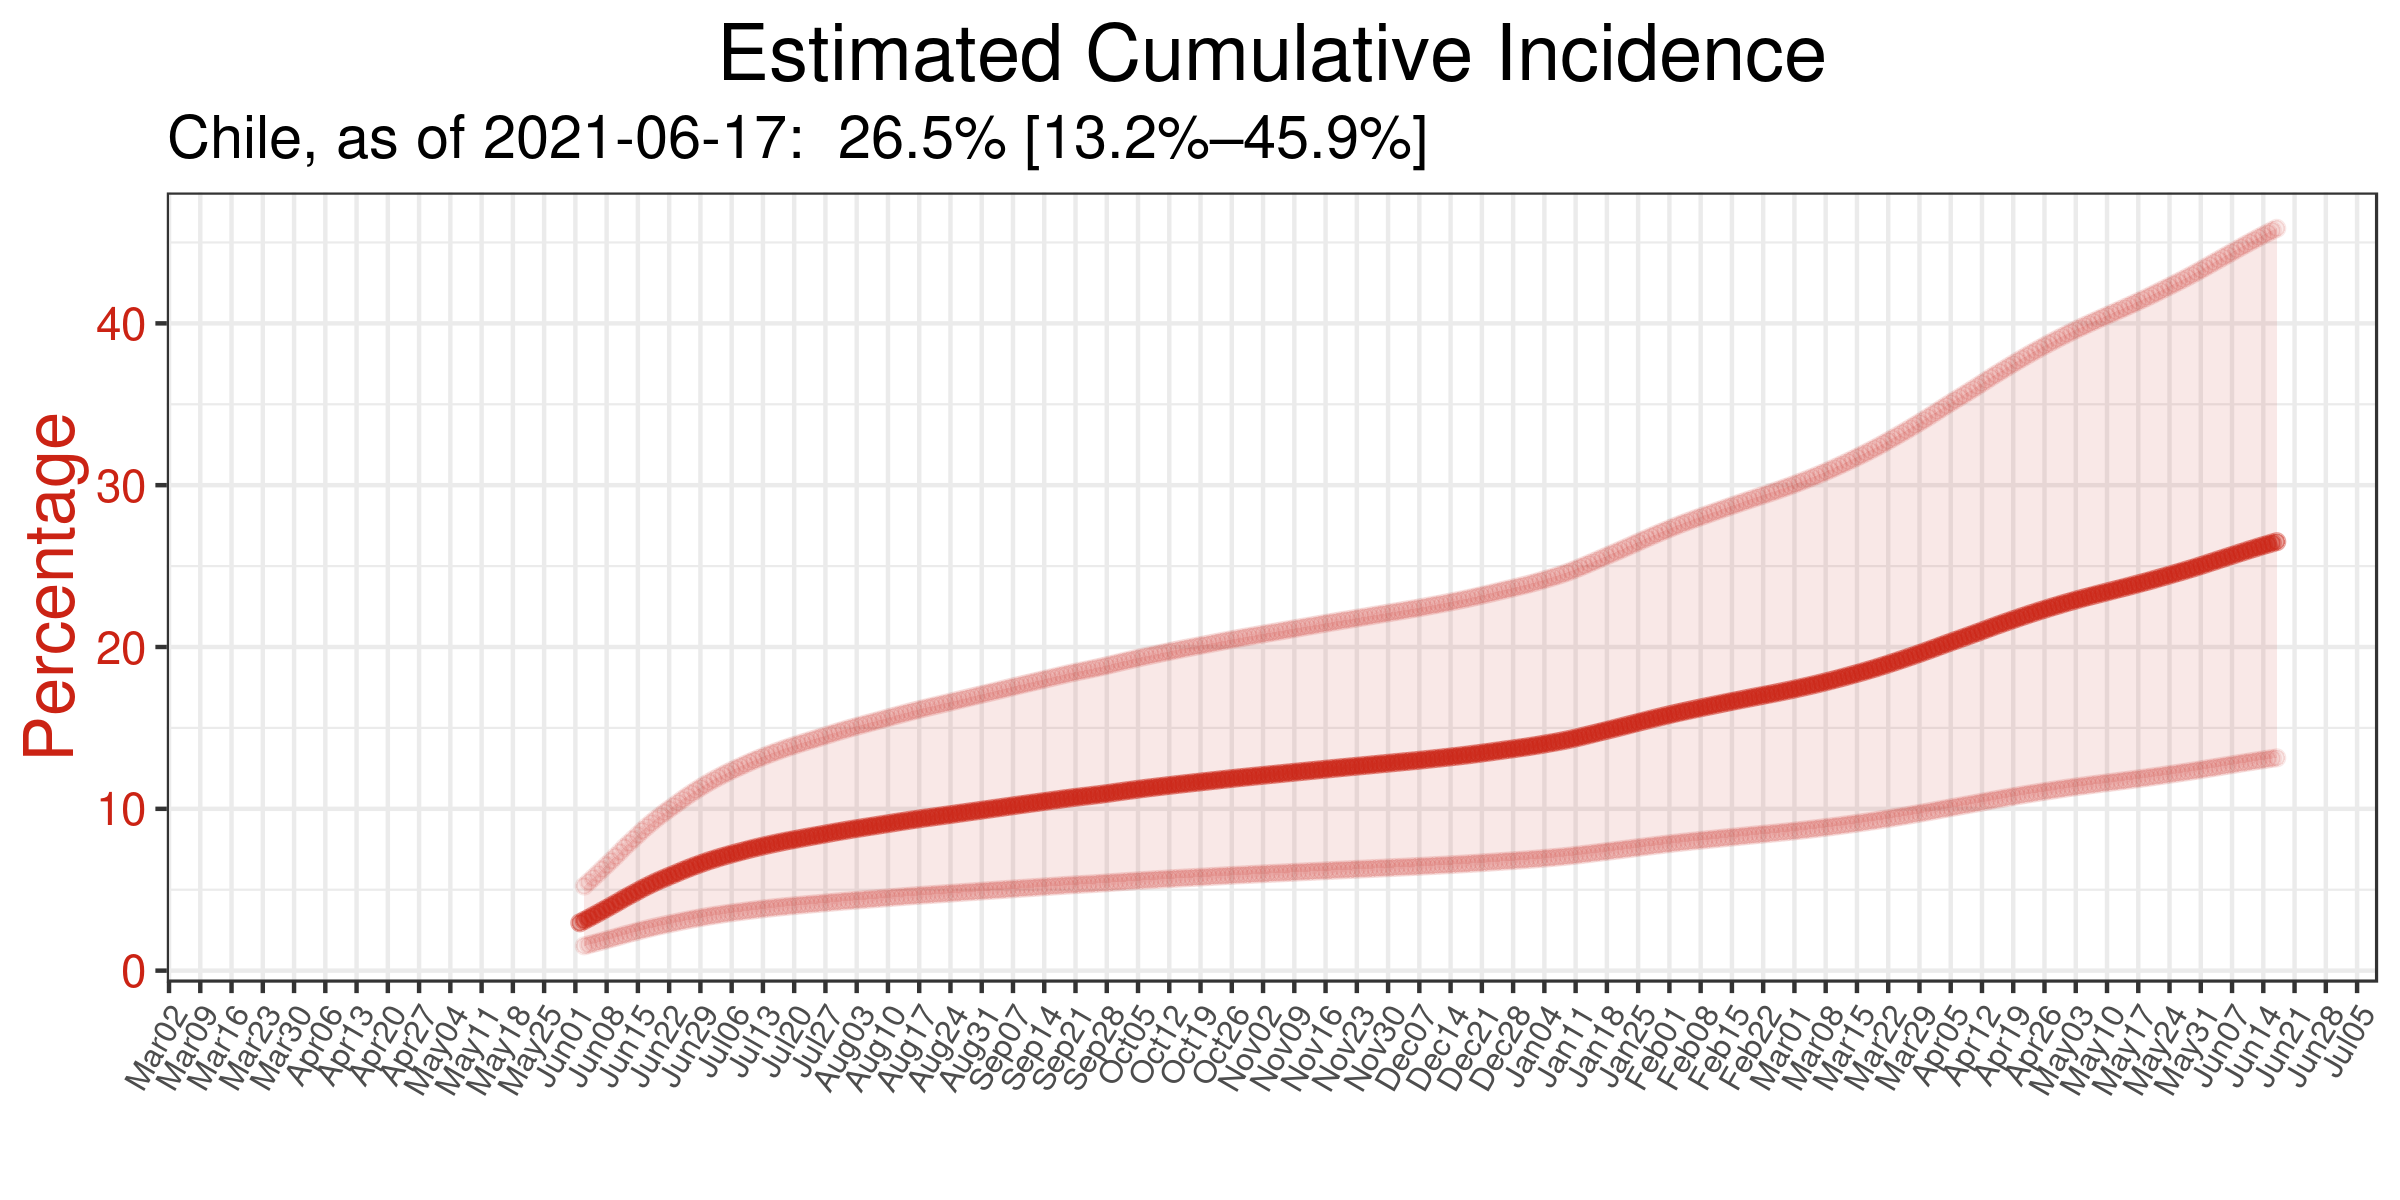 Estimated Cumulative Incidence
Chile, as of 2021-06-17:  26.5% [13.2%–45.9%]
Percentage
40
30
20
10
0
Mar02
Mar09
Mar16
Mar23
Mar30
Apr06
Apr13
Apr20
Apr27
May04
May11
May18
May25
Jun01
Jun08
Jun15
Jun22
Jun29
Jul06
Jul13
Jul20
Jul27
Aug03
Aug10
Aug17
Aug24
Aug31
Sep07
Sep14
Sep21
Sep28
Oct05
Oct12
Oct19
Oct26
Nov02
Nov09
Nov16
Nov23
Nov30
Dec07
Dec14
Dec21
Dec28
Jan04
Jan11
Jan18
Jan25
Feb01
Feb08
Feb15
Feb22
Mar01
Mar08
Mar15
Mar22
Mar29
Apr05
Apr12
Apr19
Apr26
May03
May10
May17
May24
May31
Jun07
Jun14
Jun21
Jun28
Jul05